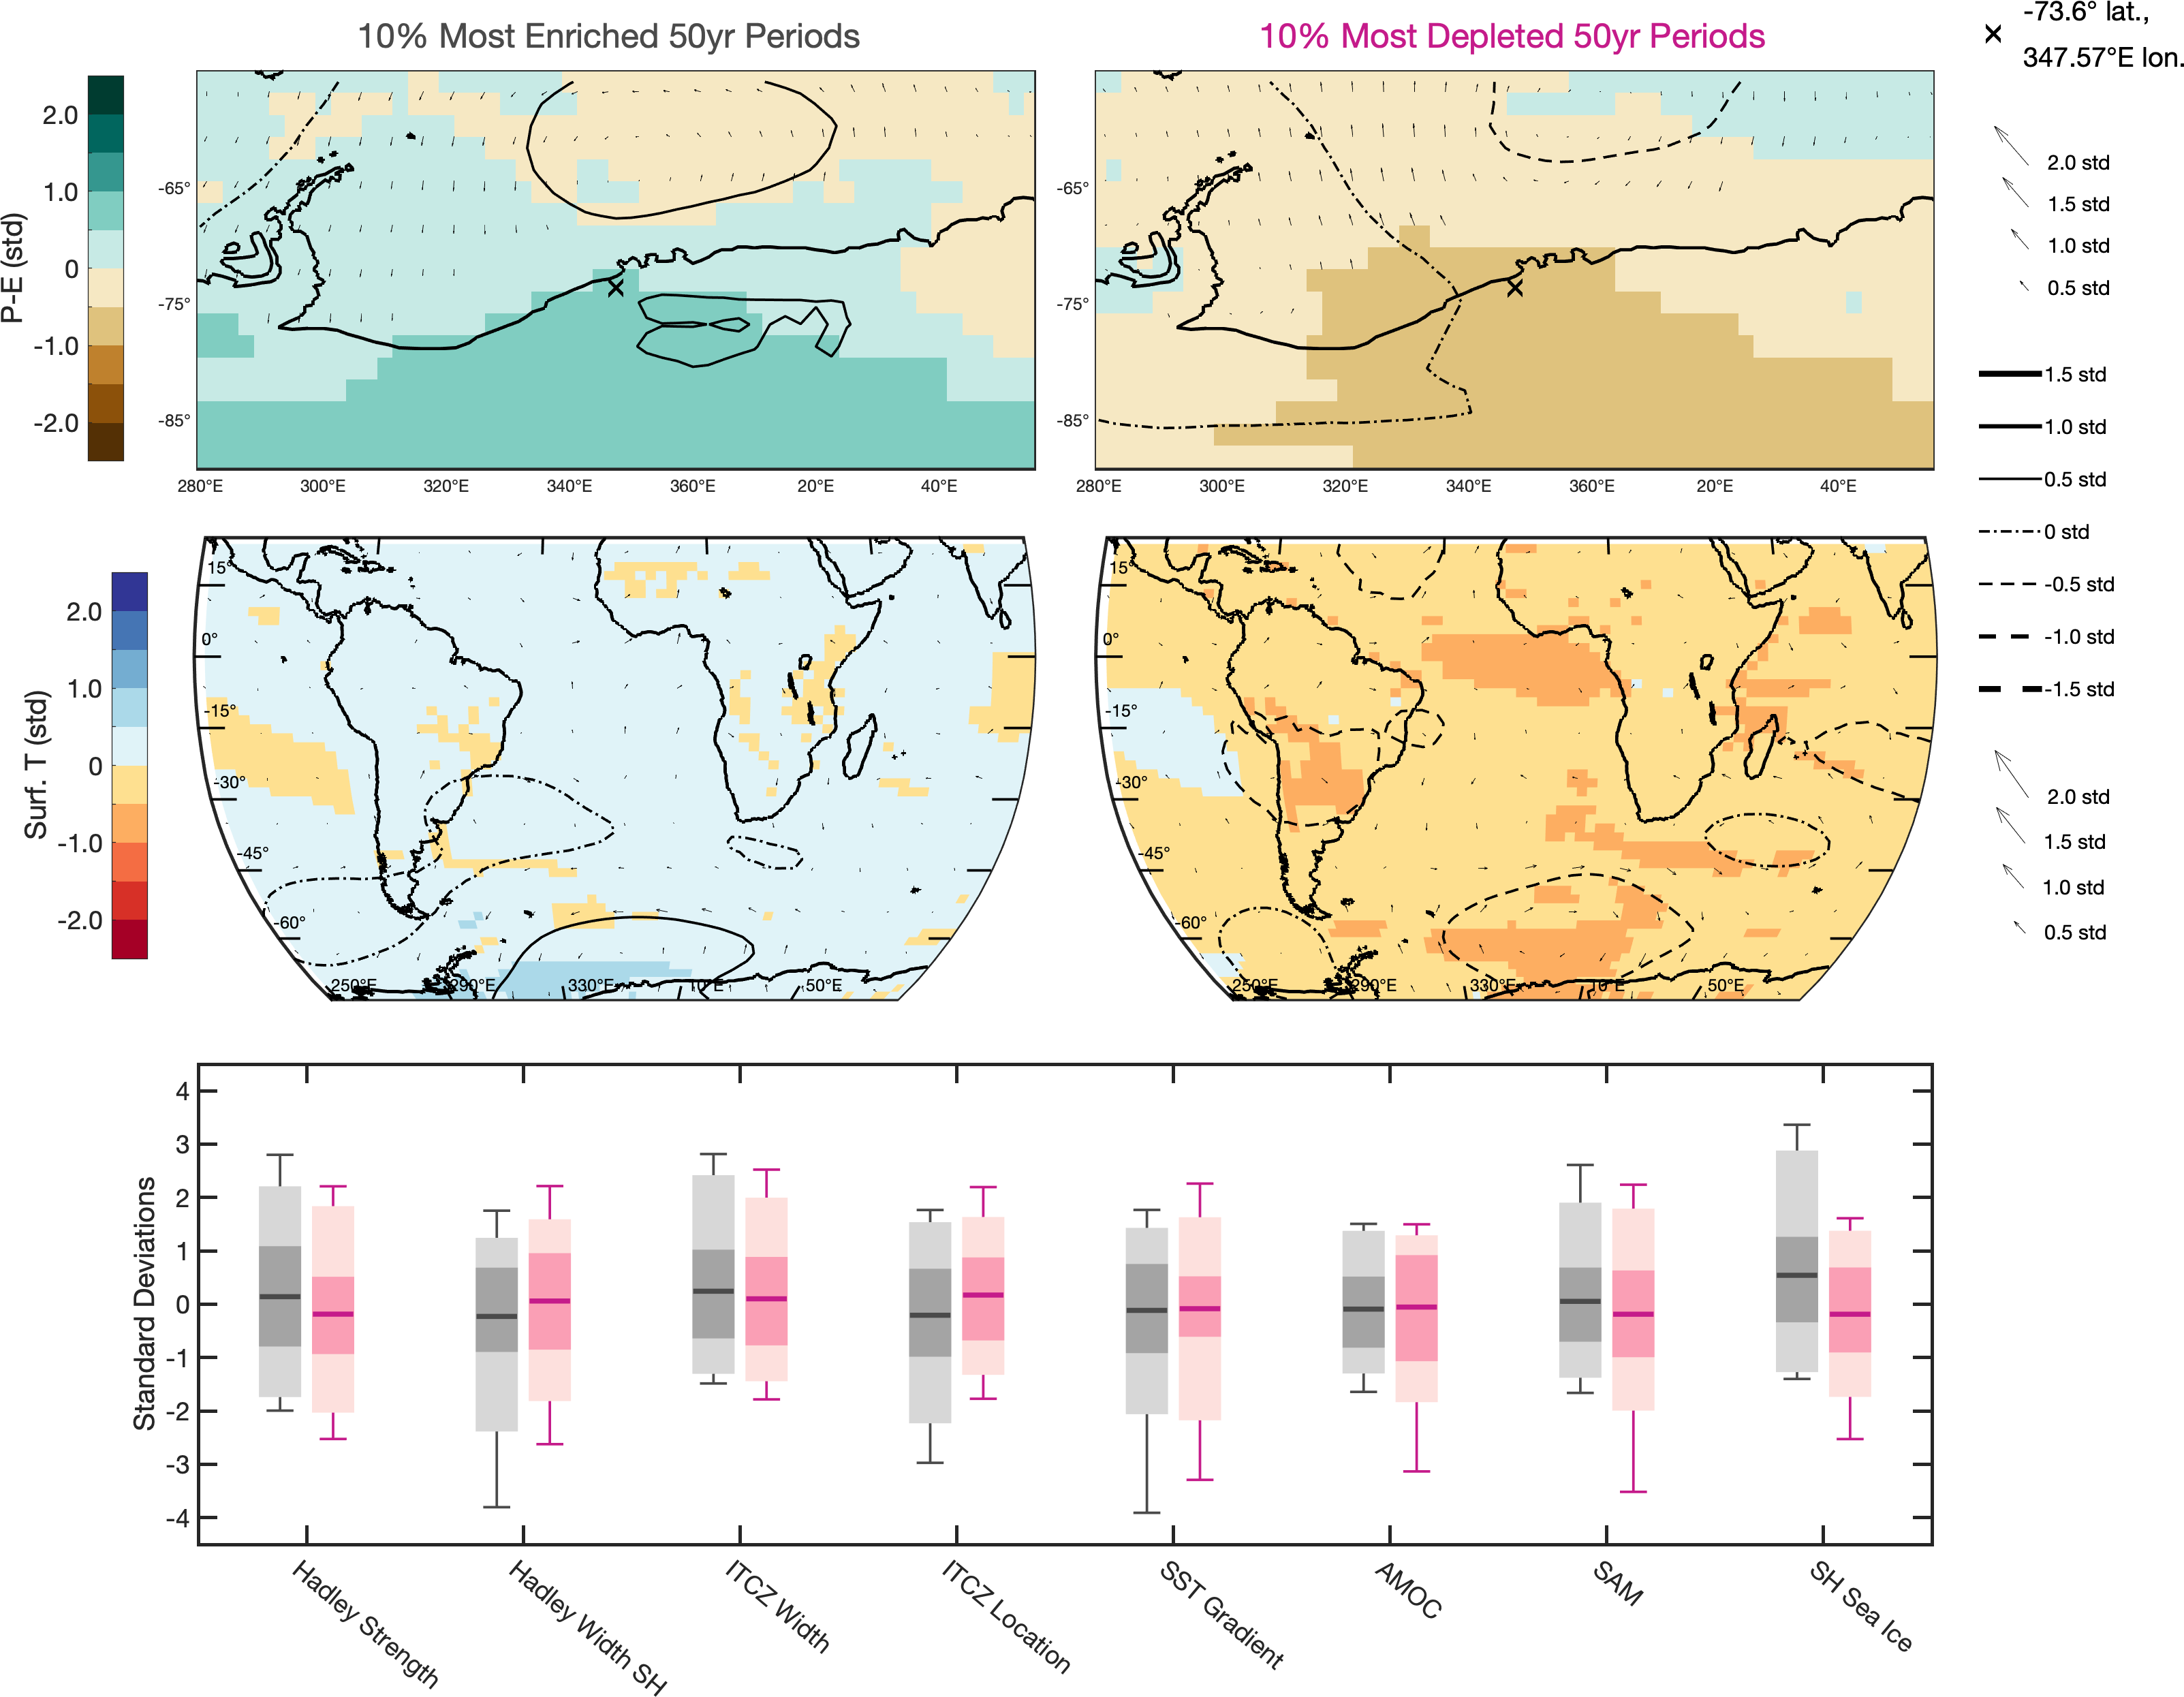 10% Most Enriched 50yr Periods
10% Most Depleted 50yr Periods
-73.6° lat.,
347.57°E lon.
P-E (std)
2.0
1.0
0
-1.0
-2.0
-65°
-75°
-85°
280°E 300°E 320°E 340°E 360°E 20°E 40°E
-65°
-75°
-85°
280°E 300°E 320°E 340°E 360°E 20°E 40°E
2.0 std
1.5 std
1.0 std
0.5 std
1.5 std
1.0 std
0.5 std
0 std
-0.5 std
-1.0 std
-1.5 std
2.0 std
1.5 std
1.0 std
0.5 std
Surf. T (std)
2.0
1.0
0
-1.0
-2.0
15°
0°
-15°
-30°
-45°
-60°
250°E 290°E 330°E 10°E 50°E
15°
0°
-15°
-30°
-45°
-60°
250°E 290°E 330°E 10°E 50°E
Standard Deviations
4
3
2
1
0
-1
-2
-3
-4
Hadley Strength
Hadley Width SH
ITCZ Width
ITCZ Location
SST Gradient
AMOC
SAM
SH Sea Ice